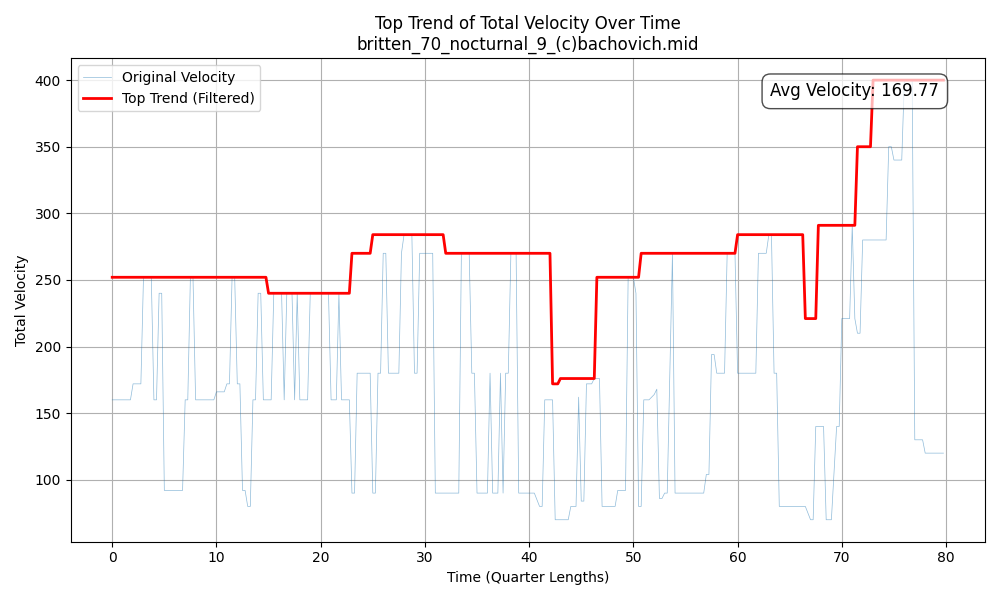 Top Trend of Total Velocity Over Time
britten_70_nocturnal_9_(c)bachovich.mid
Original Velocity
Top Trend (Filtered)
Avg Velocity: 169.77
Total Velocity
400
350
300
250
200
150
100
0 10 20 30 40 50 60 70 80
Time (Quarter Lengths)